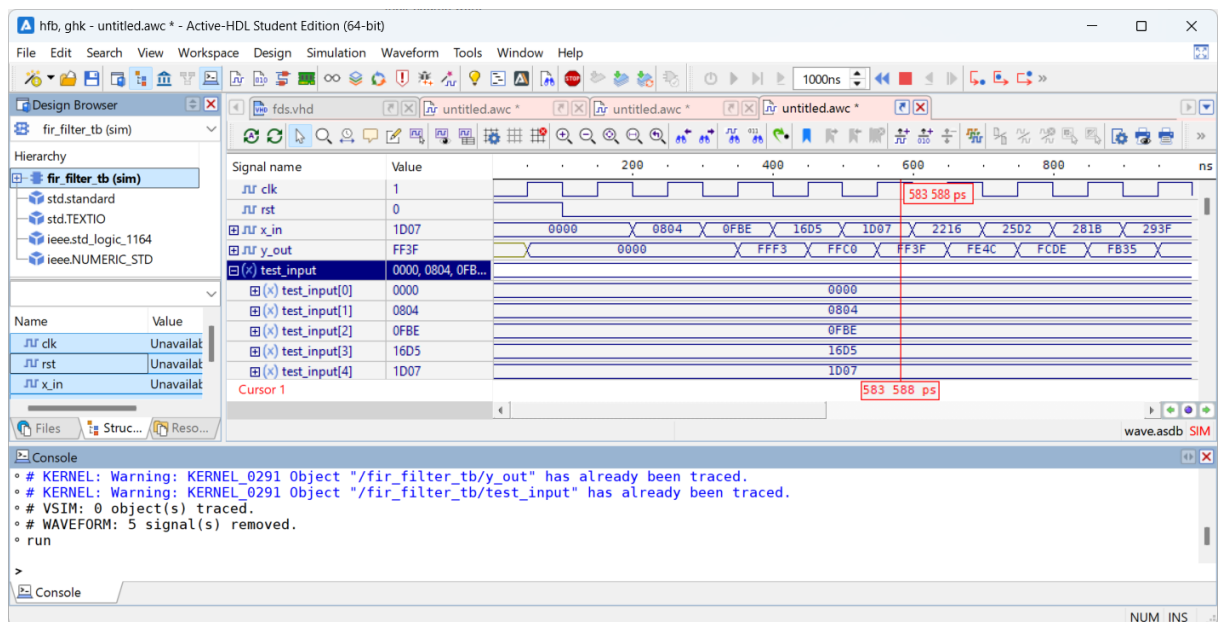 hfb, ghk - untitled.awc * - Active-HDL Student Edition (64-bit)
File Edit Search View Workspace Design Simulation Waveform Tools Window Help
1000ns
Design Browser
fds.vhd untitled.awc * untitled.awc * untitled.awc *
fir_filter_tb (sim)
Hierarchy
fir_filter_tb (sim)
std.standard
std.TEXTIO
ieee.std_logic_1164
ieee.NUMERIC_STD
Name Value
clk Unavailab
rst Unavailab
x_in Unavailab
Files Struc... Reso...
Signal name Value 200 400 600 800 ns
clk 1 583 588 ps
rst 0
x_in 1D07 0000 0804 0FBE 16D5 1D07 2216 25D2 281B 293F
y_out FF3F 0000 FFF3 FFC0 FF3F FE4C FCDE FB35
test_input 0000, 0804, 0FB...
test_input[0] 0000 0000
test_input[1] 0804 0804
test_input[2] 0FBE 0FBE
test_input[3] 16D5 16D5
test_input[4] 1D07 1D07
Cursor 1 583 588 ps
wave.asdb SIM
Console
# KERNEL: Warning: KERNEL_0291 Object "/fir_filter_tb/y_out" has already been traced.
# KERNEL: Warning: KERNEL_0291 Object "/fir_filter_tb/test_input" has already been traced.
# VSIM: 0 object(s) traced.
# WAVEFORM: 5 signal(s) removed.
run
>
Console
NUM INS